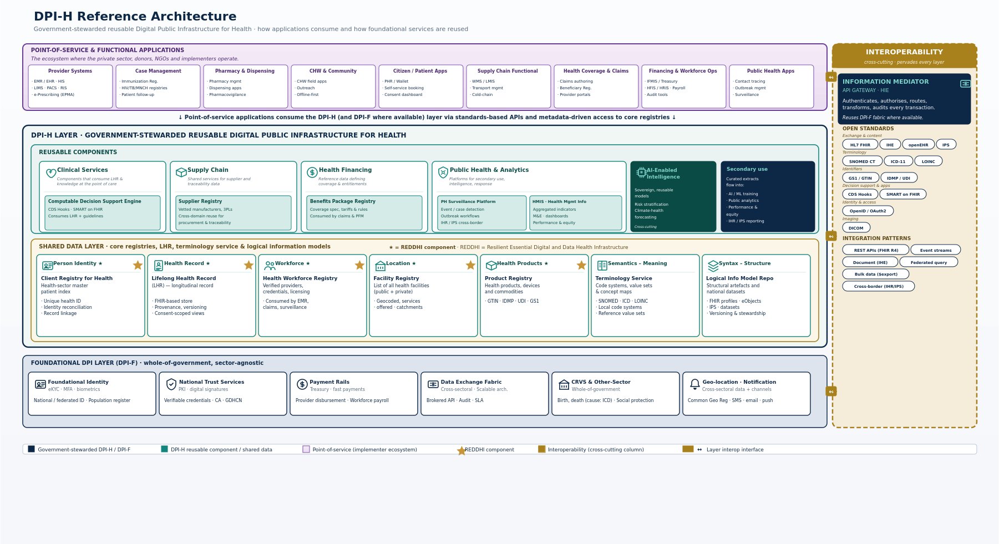 DPI-H Reference Architecture
Government-stewarded reusable Digital Public Infrastructure for Health · how applications consume and how foundational services are reused
POINT-OF-SERVICE & FUNCTIONAL APPLICATIONS
The ecosystem where the private sector, donors, NGOs and implementers operate.
Provider Systems
· EMR / EHR · HIS
· LIMS · PACS · RIS
· e-Prescribing (EPMA)
Case Management
· Immunization Reg.
· HIV/TB/MNCH registries
· Patient follow-up
Pharmacy & Dispensing
· Pharmacy mgmt
· Dispensing apps
· Pharmacovigilance
CHW & Community
· CHW field apps
· Outreach
· Offline-first
Citizen / Patient Apps
· PHR / Wallet
· Self-service booking
· Consent dashboard
Supply Chain Functional
· WMS / LMIS
· Transport mgmt
· Cold-chain
Health Coverage & Claims
· Claims authoring
· Beneficiary Reg.
· Provider portals
Financing & Workforce Ops
· IFMIS / Treasury
· HFIS / HRIS · Payroll
· Audit tools
Public Health Apps
· Contact tracing
· Outbreak mgmt
· Surveillance
↓ Point-of-service applications consume the DPI-H (and DPI-F where available) layer via standards-based APIs and metadata-driven access to core registries ↓
DPI-H LAYER · GOVERNMENT-STEWARDED REUSABLE DIGITAL PUBLIC INFRASTRUCTURE FOR HEALTH
REUSABLE COMPONENTS
Clinical Services
Components that consume LHR &
knowledge at the point of care
Computable Decision Support Engine
CDS Hooks · SMART on FHIR
Consumes LHR + guidelines
Supply Chain
Shared services for supplier and
traceability data
Supplier Registry
Vetted manufacturers, 3PLs
Cross-domain reuse for
procurement & traceability
Health Financing
Reference data defining
coverage & entitlements
Benefits Package Registry
Coverage spec, tariffs & rules
Consumed by claims & PFM
Public Health & Analytics
Platforms for secondary use,
intelligence, response
PH Surveillance Platform
Event / case detection
Outbreak workflows
IHR / IPS cross-border
HMIS · Health Mgmt Info
Aggregated indicators
M&E · dashboards
Performance & equity
AI-Enabled
Intelligence
Sovereign, reusable
models
Risk stratification
Climate-health
forecasting
Cross-cutting
Secondary use
Curated extracts
flow into:
· AI / ML training
· Public analytics
· Performance &
equity
· IHR / IPS reporting
SHARED DATA LAYER · core registries, LHR, terminology service & logical information models
★ = REDDHI component · REDDHI = Resilient Essential Digital and Data Health Infrastructure
Person Identity ★
Client Registry for Health
Health-sector master
patient index
· Unique health ID
· Identity reconciliation
· Record linkage
Health Record ★
Lifelong Health Record
(LHR) — longitudinal record
· FHIR-based store
· Provenance, versioning
· Consent-scoped views
Workforce ★
Health Workforce Registry
Verified providers,
credentials, licensing
· Consumed by EMR,
claims, surveillance
Location ★
Facility Registry
List of all health facilities
(public + private)
· Geocoded, services
· offered · catchments
Health Products ★
Product Registry
Health products, devices
and commodities
· GTIN · IDMP · UDI · GS1
Semantics – Meaning
Terminology Service
Code systems, value sets
& concept maps
· SNOMED · ICD · LOINC
· Local code systems
· Reference value sets
Syntax – Structure
Logical Info Model Repo
Structural artefacts and
national datasets
· FHIR profiles · eObjects
· IPS · datasets
· Versioning & stewardship
FOUNDATIONAL DPI LAYER (DPI-F) · whole-of-government, sector-agnostic
Foundational Identity
eKYC · MFA · biometrics
National / federated ID · Population register
National Trust Services
PKI · digital signatures
Verifiable credentials · CA · GDHCN
Payment Rails
Treasury · fast payments
Provider disbursement · Workforce payroll
Data Exchange Fabric
Cross-sectoral · Scalable arch.
Brokered API · Audit · SLA
CRVS & Other-Sector
Whole-of-government
Birth, death (cause: ICD) · Social protection
Geo-location · Notification
Cross-sectoral data + channels
Common Geo Reg · SMS · email · push
INTEROPERABILITY
cross-cutting · pervades every layer
↔
↔
↔
INFORMATION MEDIATOR
API GATEWAY · HIE
Authenticates, authorises, routes,
transforms, audits every transaction.
Reuses DPI-F fabric where available.
OPEN STANDARDS
Exchange & content
HL7 FHIR IHE openEHR IPS
Terminology
SNOMED CT ICD-11 LOINC
Identifiers
GS1 / GTIN IDMP / UDI
Decision support & apps
CDS Hooks SMART on FHIR
Identity & access
OpenID / OAuth2
Imaging
DICOM
INTEGRATION PATTERNS
REST APIs (FHIR R4) Event streams
Document (IHE) Federated query
Bulk data ($export)
Cross-border (IHR/IPS)
Government-stewarded DPI-H / DPI-F
DPI-H reusable component / shared data
Point-of-service (implementer ecosystem)
REDDHI component
Interoperability (cross-cutting column)
↔ Layer interop interface